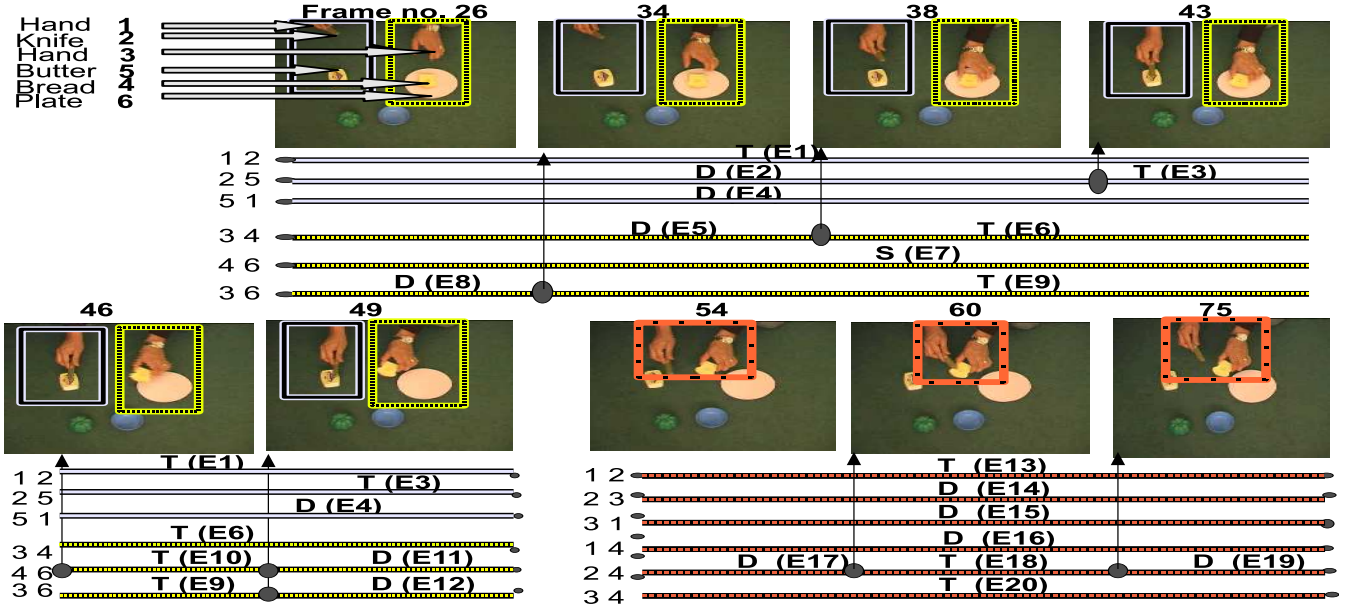 Frame no. 26 34 38 43
Hand 1
Knife 2
Hand 3
Butter 5
Bread 4
Plate 6
1 2 T (E1)
2 5 D (E2) T (E3)
5 1 D (E4)
3 4 D (E5) T (E6)
4 6 S (E7)
3 6 D (E8) T (E9)
46 49 54 60 75
1 2 T (E1)
2 5 T (E3)
5 1 D (E4)
3 4 T (E6)
4 6 T (E10) D (E11)
3 6 T (E9) D (E12)
1 2 T (E13)
2 3 D (E14)
3 1 D (E15)
1 4 D (E16)
2 4 D (E17) T (E18) D (E19)
3 4 T (E20)